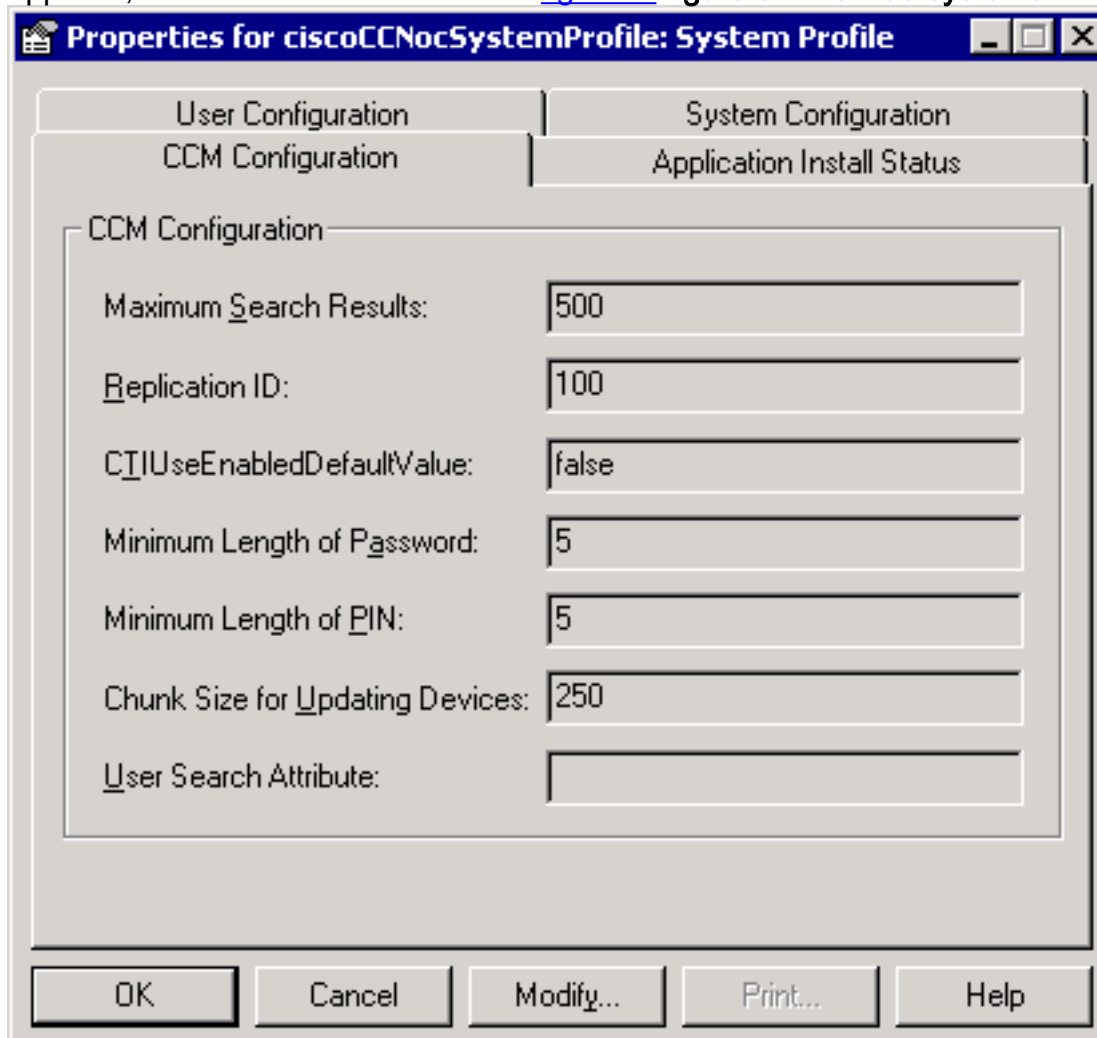 Properties for ciscoCCNocSystemProfile: System Profile
User Configuration System Configuration
CCM Configuration Application Install Status
CCM Configuration
Maximum Search Results: 500
Replication ID: 100
CTIUseEnabledDefaultValue: false
Minimum Length of Password: 5
Minimum Length of PIN: 5
Chunk Size for Updating Devices: 250
User Search Attribute:
OK Cancel Modify... Print... Help